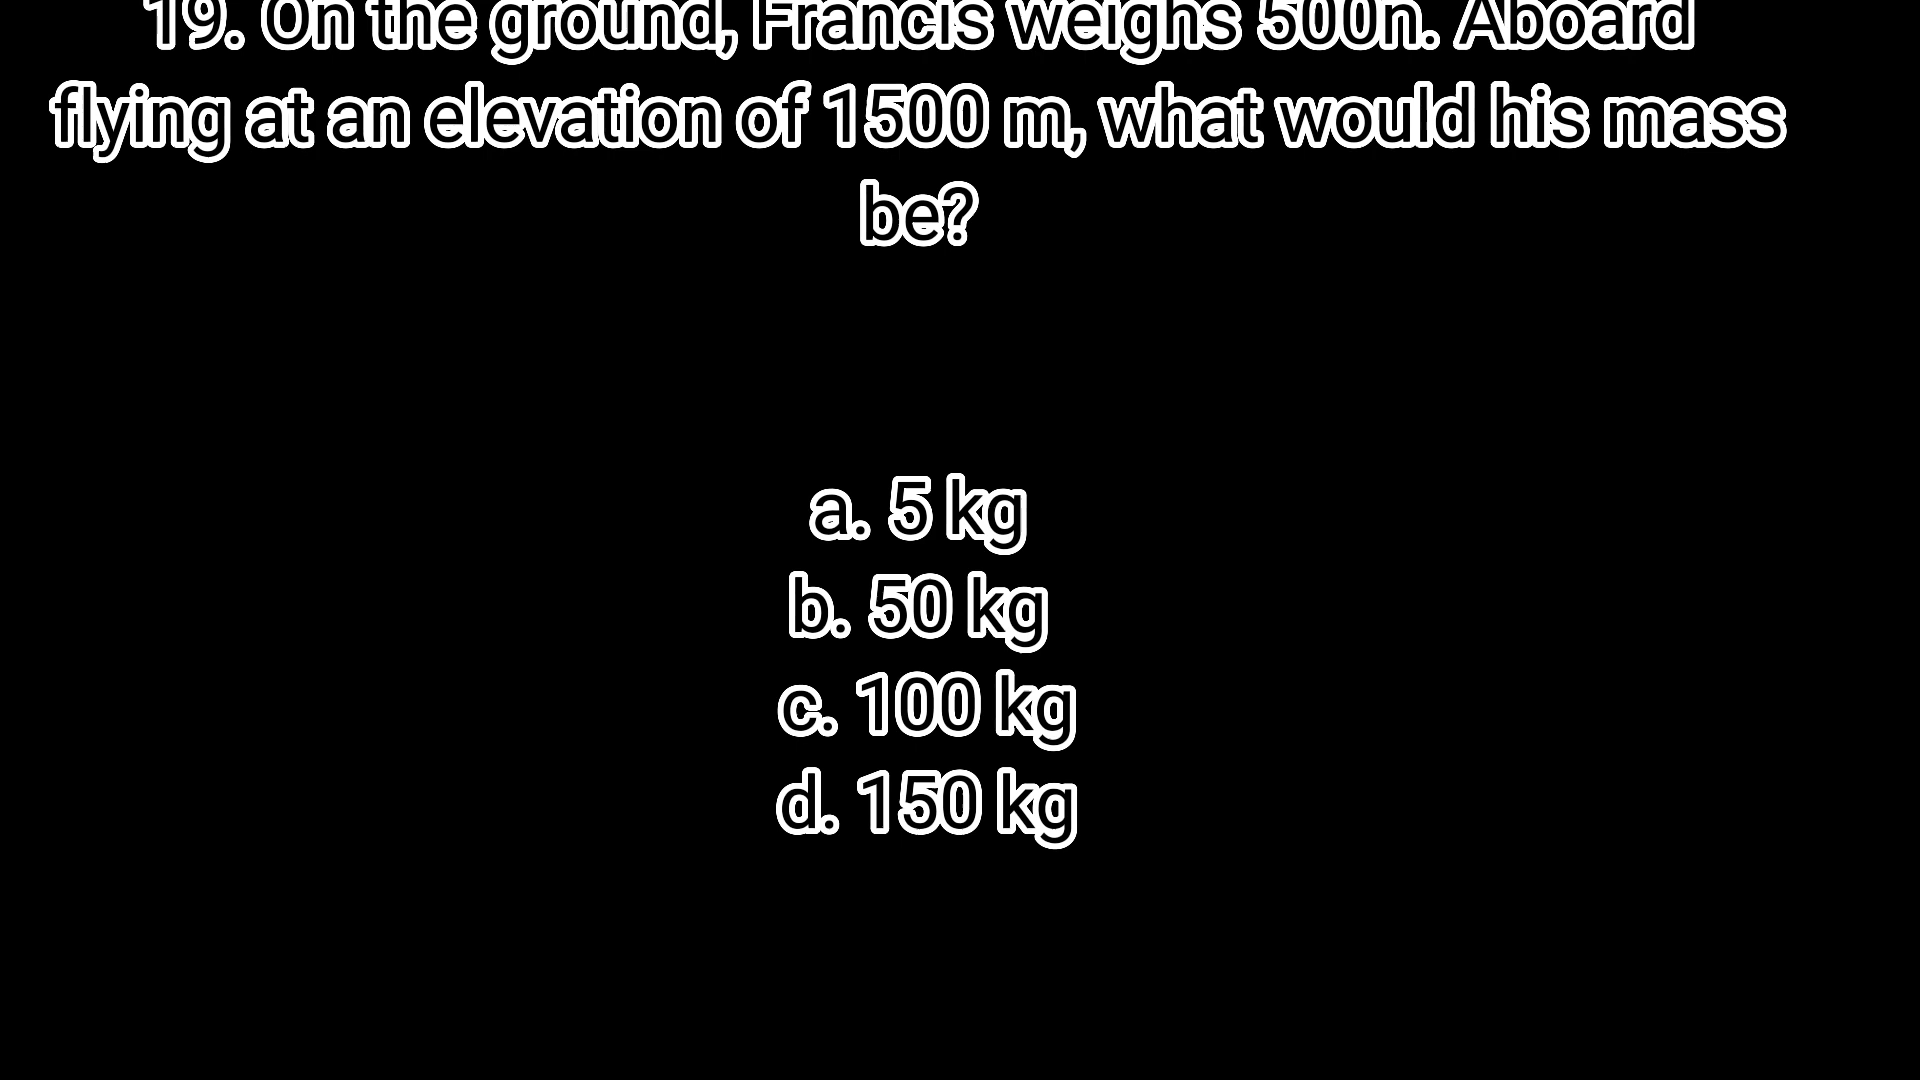 19. On the ground, Francis weighs 500n. Aboard
flying at an elevation of 1500 m, what would his mass
be?
a. 5 kg
b. 50 kg
c. 100 kg
d. 150 kg